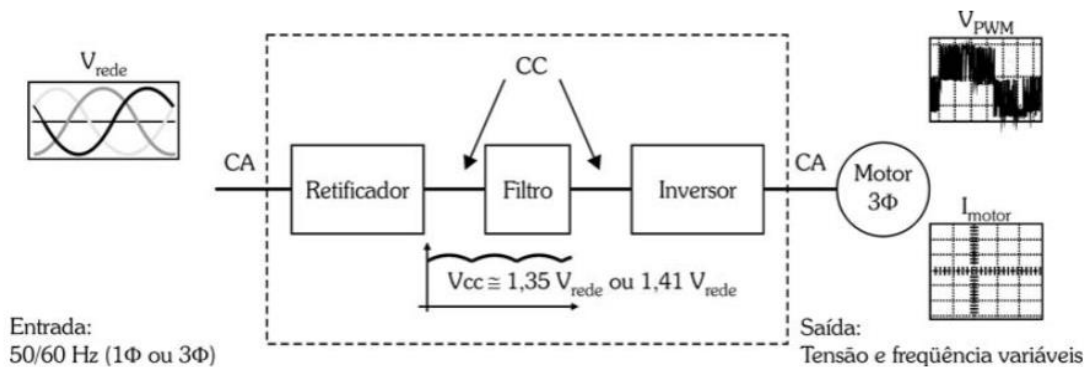 V_rede
CA
Retificador
CC
Filtro
Inversor
CA
Motor
3Φ
V_PWM
I_motor
Vcc ≅ 1,35 V_rede ou 1,41 V_rede
Entrada:
50/60 Hz (1Φ ou 3Φ)
Saída:
Tensão e freqüência variáveis